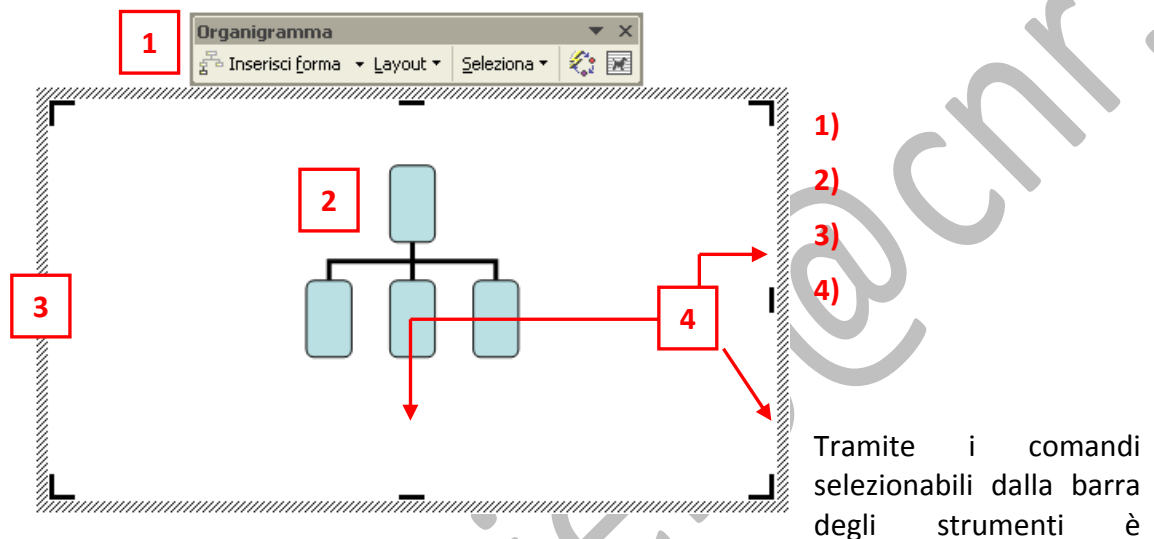 1
Organigramma
Inserisci forma Layout Seleziona
1)
2
2)
3)
3
4
4)
Tramite i comandi
selezionabili dalla barra
degli strumenti è
@cnr.